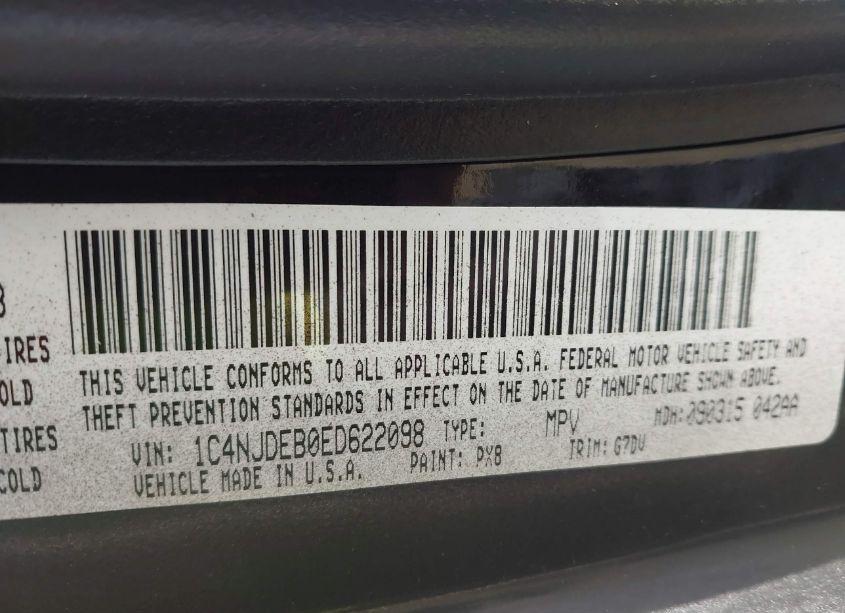 3
IRES
COLD
TIRES
COLD
THIS VEHICLE CONFORMS TO ALL APPLICABLE U.S.A. FEDERAL MOTOR VEHICLE SAFETY AND
THEFT PREVENTION STANDARDS IN EFFECT ON THE DATE OF MANUFACTURE SHOWN ABOVE.
VIN: 1C4NJDEB0ED622098 TYPE: MPV MDH: 090315 042AA
VEHICLE MADE IN U.S.A. PAINT: PX8 TRIM: G7DV